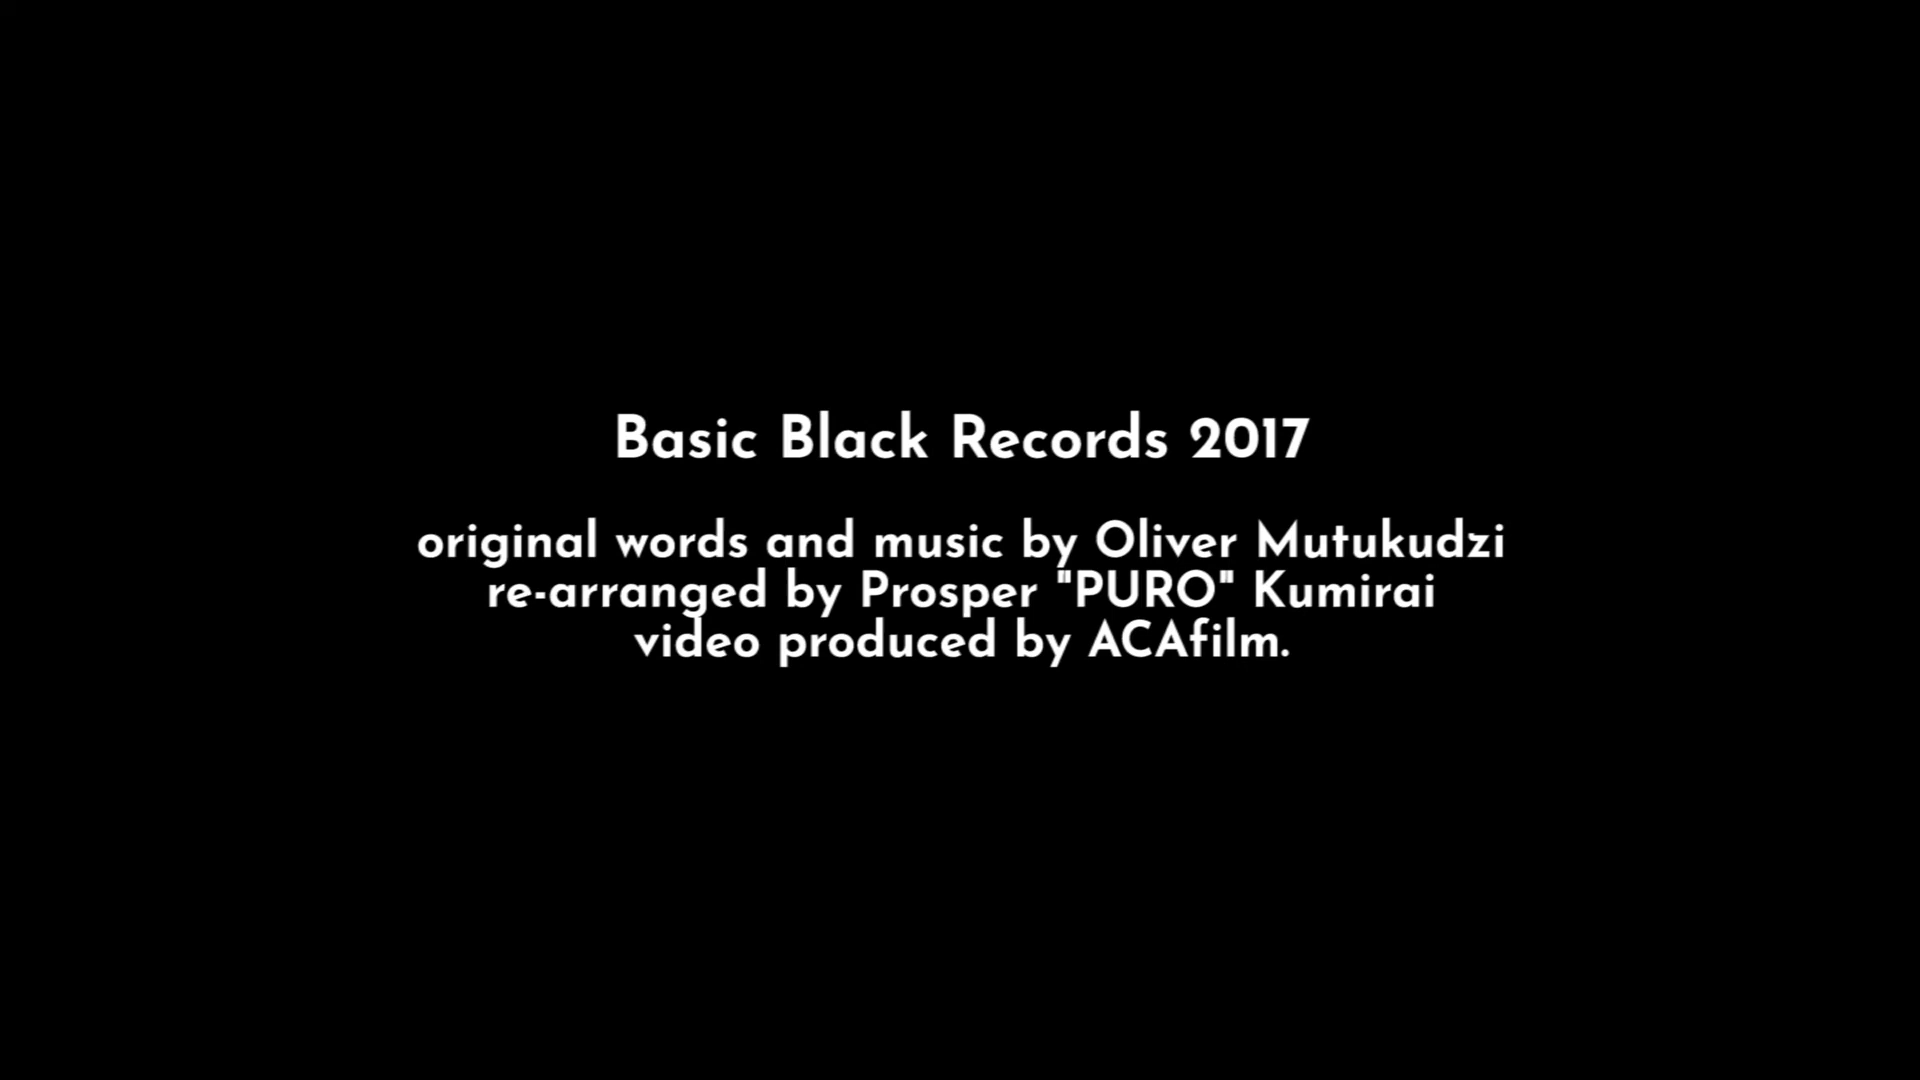 Basic Black Records 2017
original words and music by Oliver Mutukudzi
re-arranged by Prosper "PURO" Kumirai
video produced by ACAfilm.